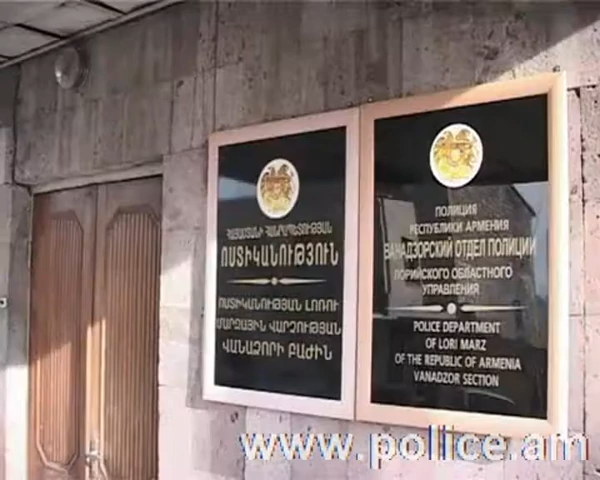 ՀԱՅԱՍՏԱՆԻ ՀԱՆՐԱՊԵՏՈՒԹՅԱՆ
ՈՍՏԻԿԱՆՈՒԹՅՈՒՆ
ՈՍՏԻԿԱՆՈՒԹՅԱՆ ԼՈՌՈՒ
ՄԱՐԶԱՅԻՆ ՎԱՐՉՈՒԹՅԱՆ
ՎԱՆԱՁՈՐԻ ԲԱԺԻՆ
ПОЛИЦИЯ
РЕСПУБЛИКИ АРМЕНИЯ
ВАНАДЗОРСКИЙ ОТДЕЛ ПОЛИЦИИ
ЛОРИЙСКОГО ОБЛАСТНОГО
УПРАВЛЕНИЯ
POLICE DEPARTMENT
OF LORI MARZ
OF THE REPUBLIC OF ARMENIA
VANADZOR SECTION
www.police.am